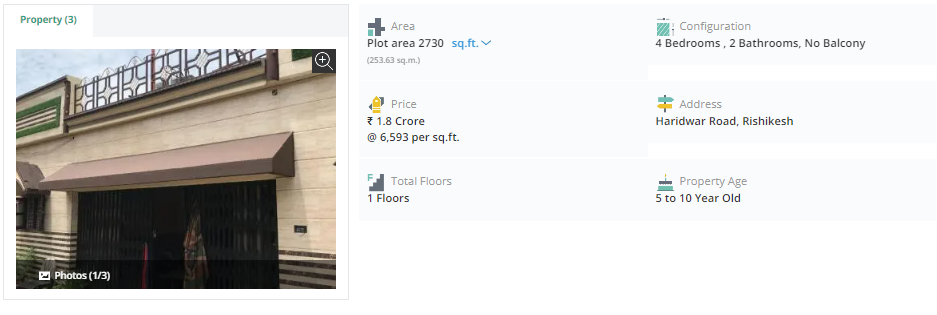 Property (3)
Photos (1/3)
Area
Plot area 2730 sq.ft.
(253.63 sq.m.)
Configuration
4 Bedrooms , 2 Bathrooms, No Balcony
Price
₹ 1.8 Crore
@ 6,593 per sq.ft.
Address
Haridwar Road, Rishikesh
F
Total Floors
1 Floors
Property Age
5 to 10 Year Old